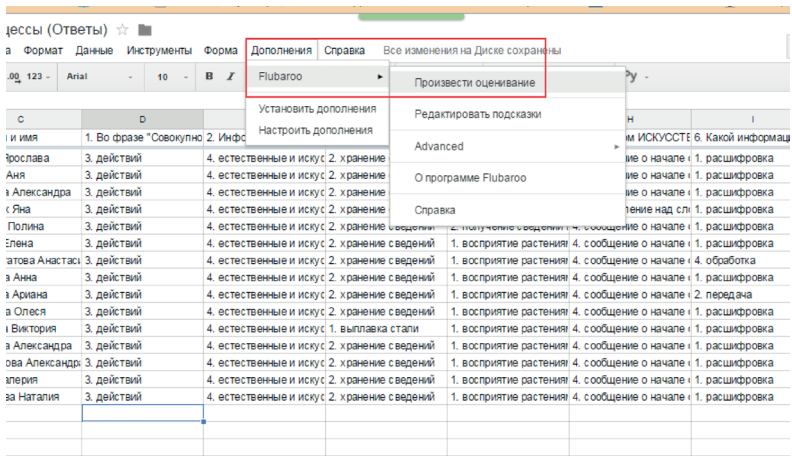 цессы (Ответы)
а Формат Данные Инструменты Форма Дополнения Справка Все изменения на Диске сохранены
.00 123 Arial 10 B I Flubaroo Произвести оценивание Ру
Установить дополнения Редактировать подсказки
Настроить дополнения
Advanced
О программе Flubaroo
Справка
C D H I
и имя 1. Во фразе "Совокупно 2. Инфо ом ИСКУССТЕ 6. Какой информаци
Ярослава 3. действий 4. естественные и искус 2. хранение ние о начале 1. расшифровка
Аня 3. действий 4. естественные и искус 2. хранение ние о начале 1. расшифровка
а Александра 3. действий 4. естественные и искус 2. хранение ние о начале 1. расшифровка
к Яна 3. действий 4. естественные и искус 2. хранение ление над сло 1. расшифровка
Полина 3. действий 4. естественные и искус 2. хранение сведений 2. получение сведений 4. сообщение о начале 1. расшифровка
Елена 3. действий 4. естественные и искус 2. хранение сведений 1. восприятие растения 4. сообщение о начале 1. расшифровка
гатова Анастаси 3. действий 4. естественные и искус 2. хранение сведений 1. восприятие растения 4. сообщение о начале 4. обработка
а Анна 3. действий 4. естественные и искус 2. хранение сведений 1. восприятие растения 4. сообщение о начале 1. расшифровка
а Ариана 3. действий 4. естественные и искус 2. хранение сведений 1. восприятие растения 4. сообщение о начале 2. передача
а Олеся 3. действий 4. естественные и искус 2. хранение сведений 1. восприятие растения 4. сообщение о начале 1. расшифровка
а Виктория 3. действий 4. естественные и искус 1. выплавка стали 1. восприятие растения 4. сообщение о начале 1. расшифровка
а Александра 3. действий 4. естественные и искус 2. хранение сведений 1. восприятие растения 4. сообщение о начале 1. расшифровка
ова Александра 3. действий 4. естественные и искус 2. хранение сведений 1. восприятие растения 4. сообщение о начале 1. расшифровка
алерия 3. действий 4. естественные и искус 2. хранение сведений 1. восприятие растения 4. сообщение о начале 1. расшифровка
ва Наталия 3. действий 4. естественные и искус 2. хранение сведений 1. восприятие растения 4. сообщение о начале 1. расшифровка